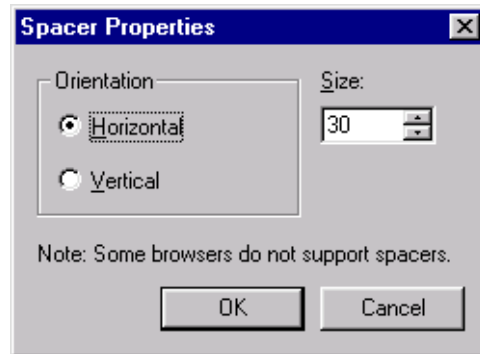 Spacer Properties
Orientation
Size:
Horizontal
30
Vertical
Note: Some browsers do not support spacers.
OK
Cancel